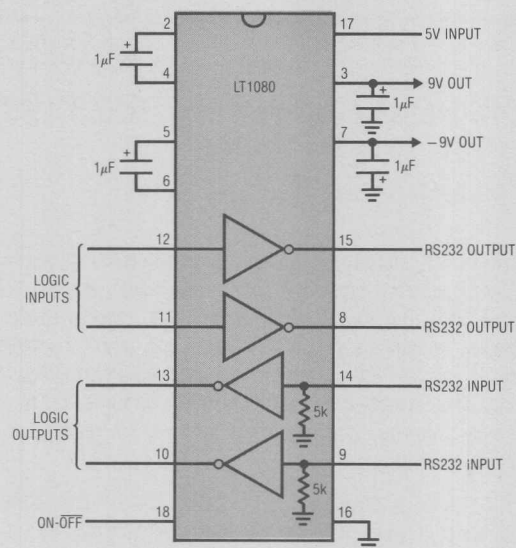 2
17
5V INPUT
+
1µF
4
LT1080
3
9V OUT
+
1µF
5
7
−9V OUT
+
1µF
6
1µF
+
12
15
RS232 OUTPUT
LOGIC
INPUTS
11
8
RS232 OUTPUT
13
14
RS232 INPUT
5k
LOGIC
OUTPUTS
10
9
RS232 INPUT
5k
ON-OFF
18
16